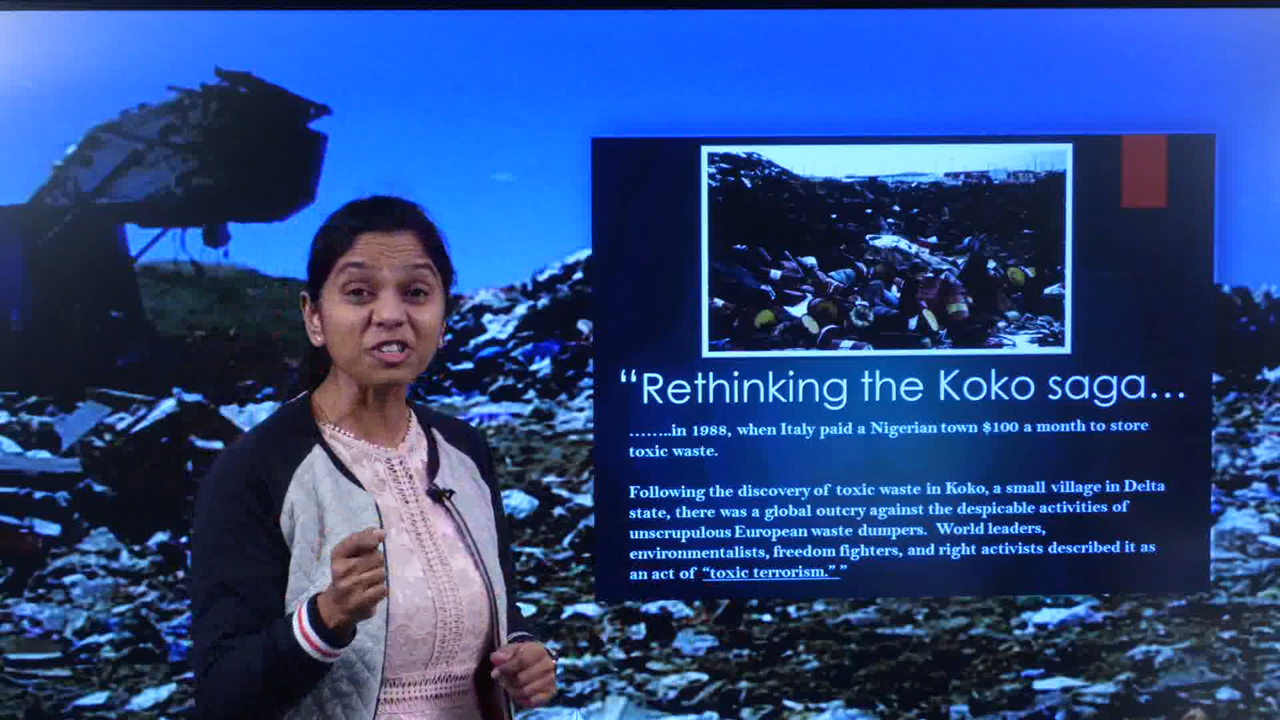 “Rethinking the Koko saga...
........in 1988, when Italy paid a Nigerian town $100 a month to store
toxic waste.
Following the discovery of toxic waste in Koko, a small village in Delta
state, there was a global outcry against the despicable activities of
unscrupulous European waste dumpers. World leaders,
environmentalists, freedom fighters, and right activists described it as
an act of “toxic terrorism.” ”